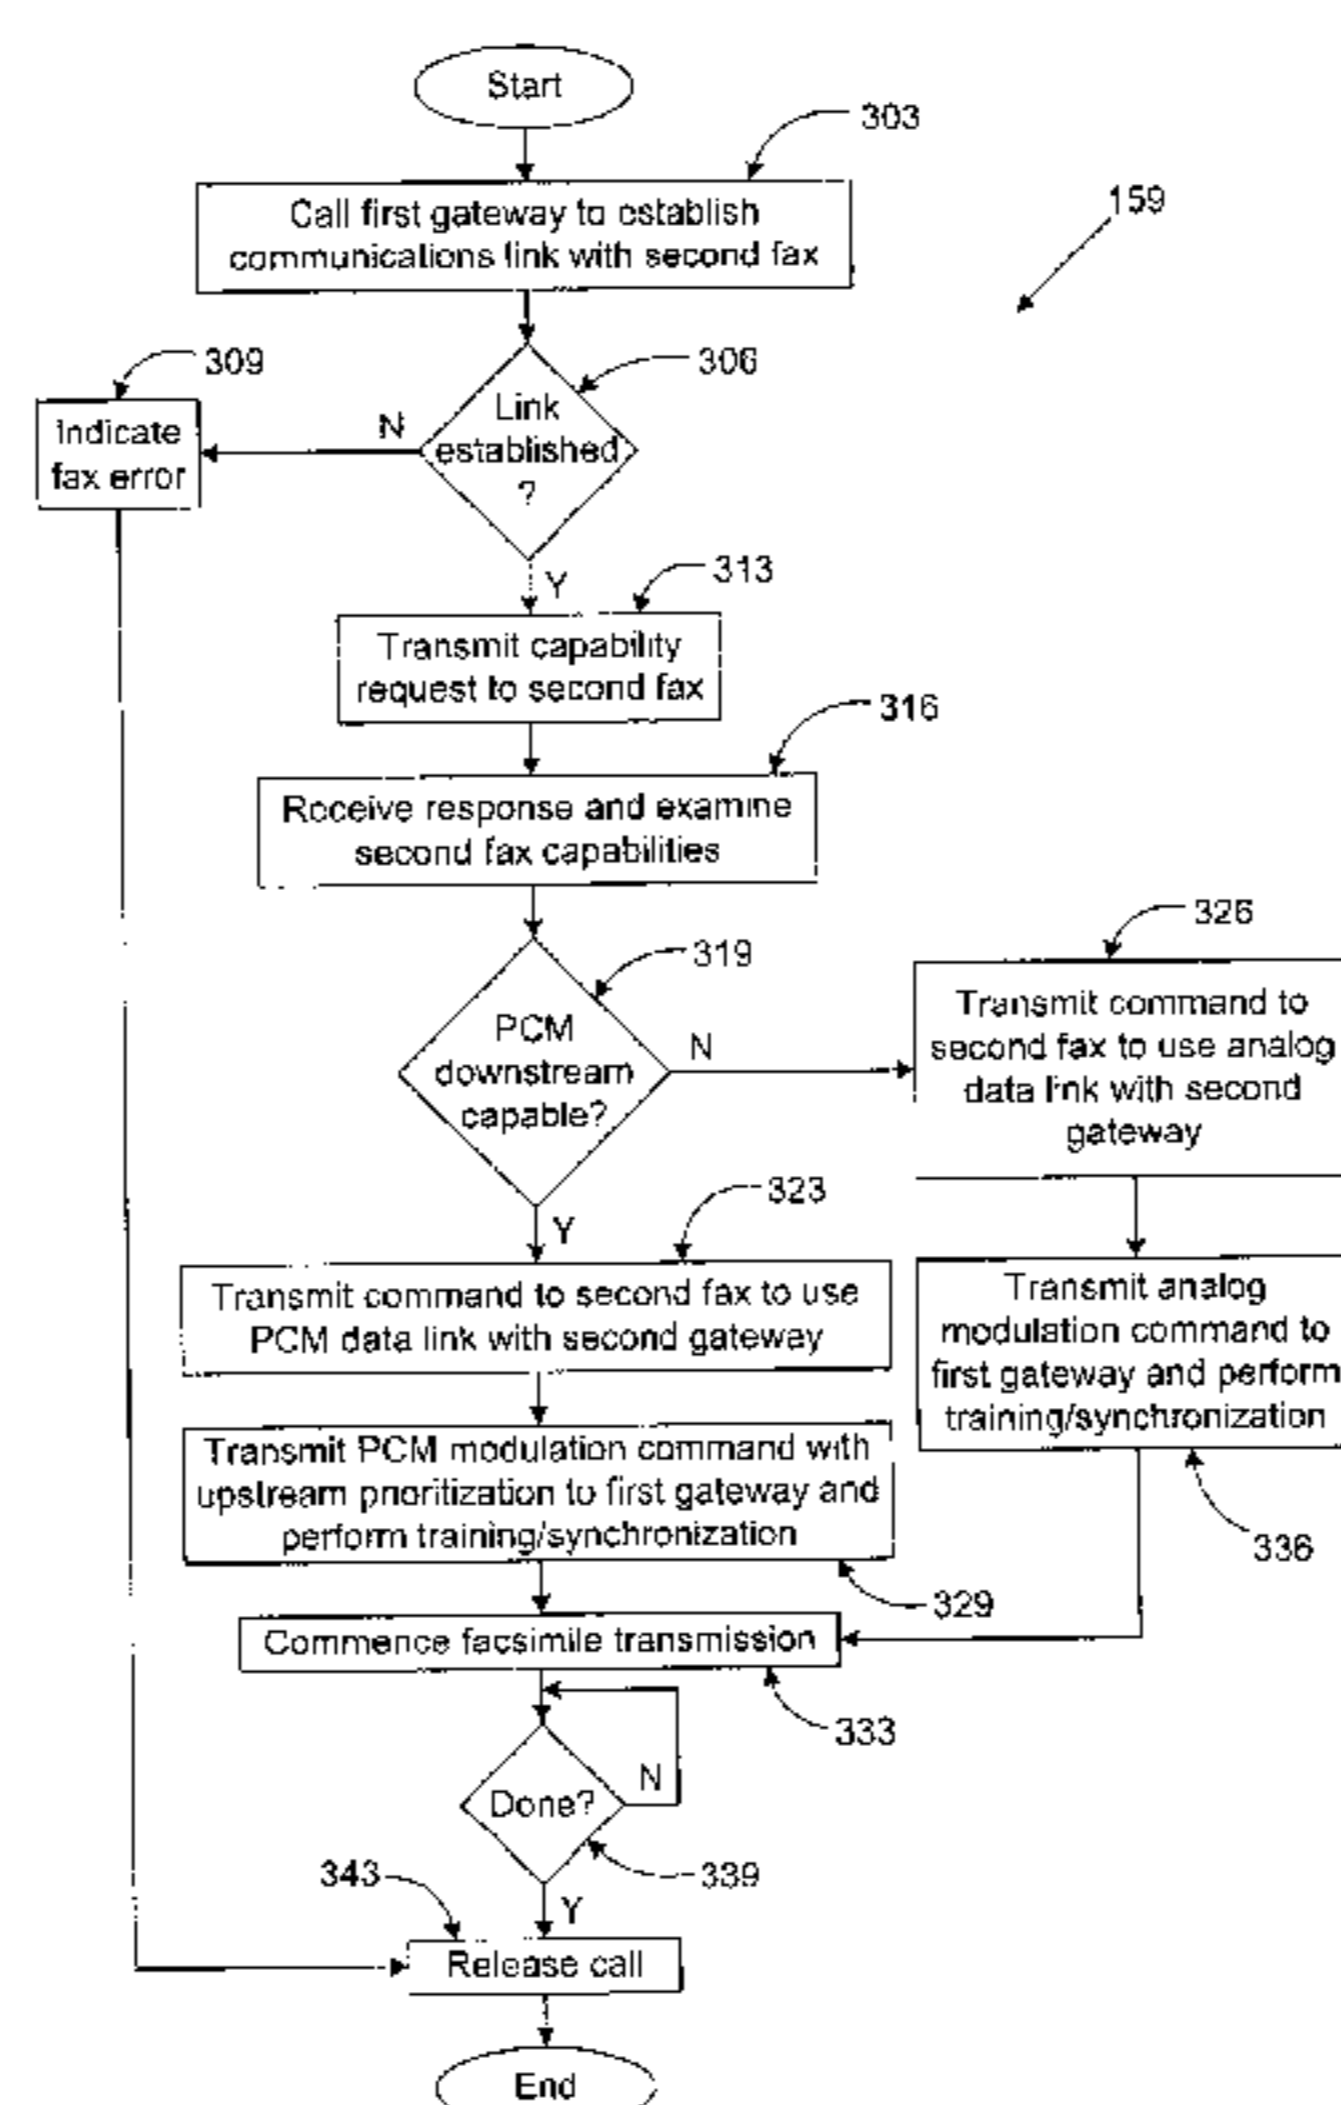 Start
303
Call first gateway to establish
communications link with second fax
159
309
306
Indicate
fax error
N
Link
established
?
Y
313
Transmit capability
request to second fax
316
Receive response and examine
second fax capabilities
319
326
PCM
downstream
capable?
N
Transmit command to
second fax to use analog
data link with second
gateway
Y
323
Transmit command to second fax to use
PCM data link with second gateway
Transmit analog
modulation command to
first gateway and perform
training/synchronization
Transmit PCM modulation command with
upstream prioritization to first gateway and
perform training/synchronization
336
329
Commence facsimile transmission
333
Done?
N
339
343
Y
Release call
End